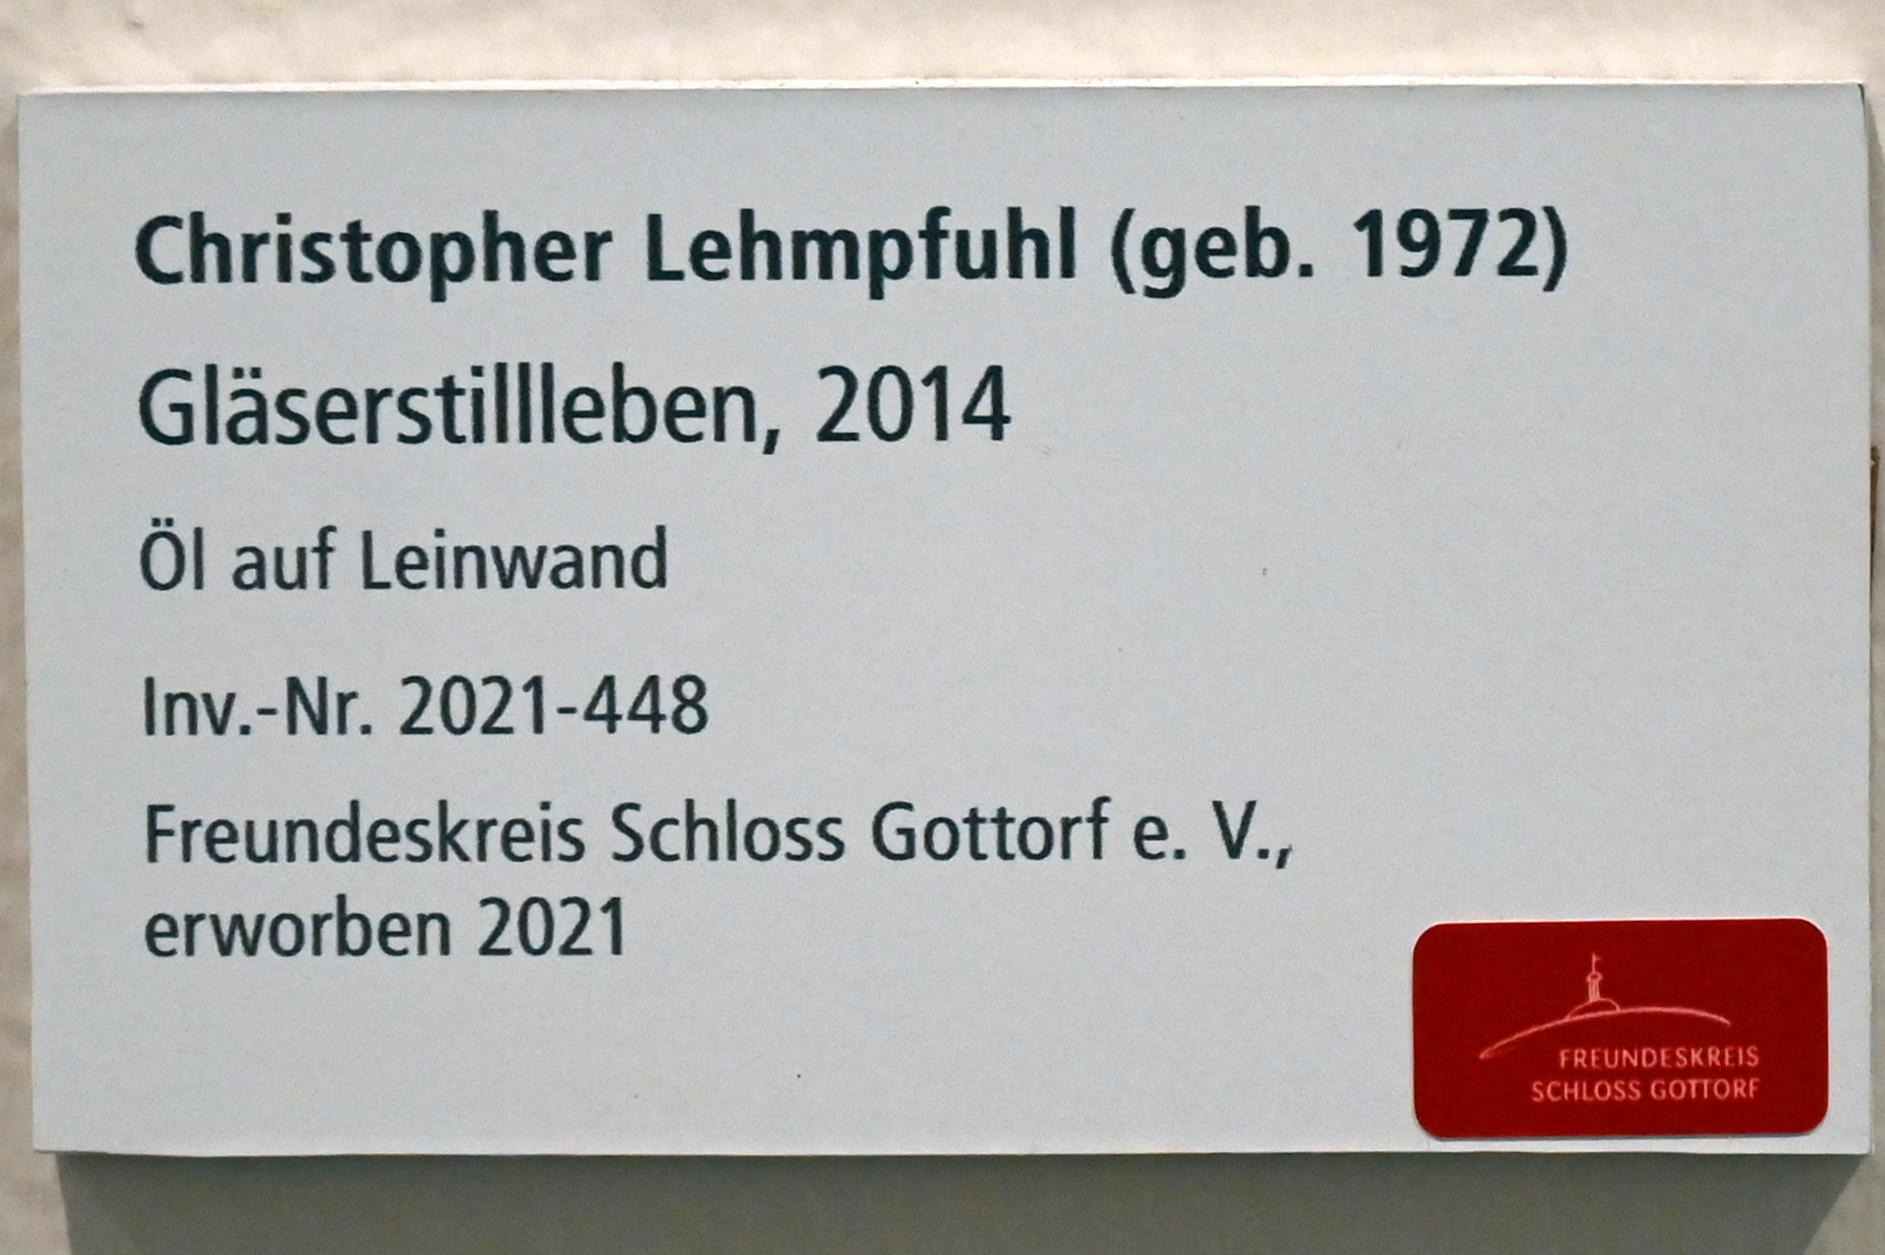 Christopher Lehmpfuhl (geb. 1972)
Gläserstillleben, 2014
Öl auf Leinwand
Inv.-Nr. 2021-448
Freundeskreis Schloss Gottorf e. V.,
erworben 2021
FREUNDESKREIS
SCHLOSS GOTTORF